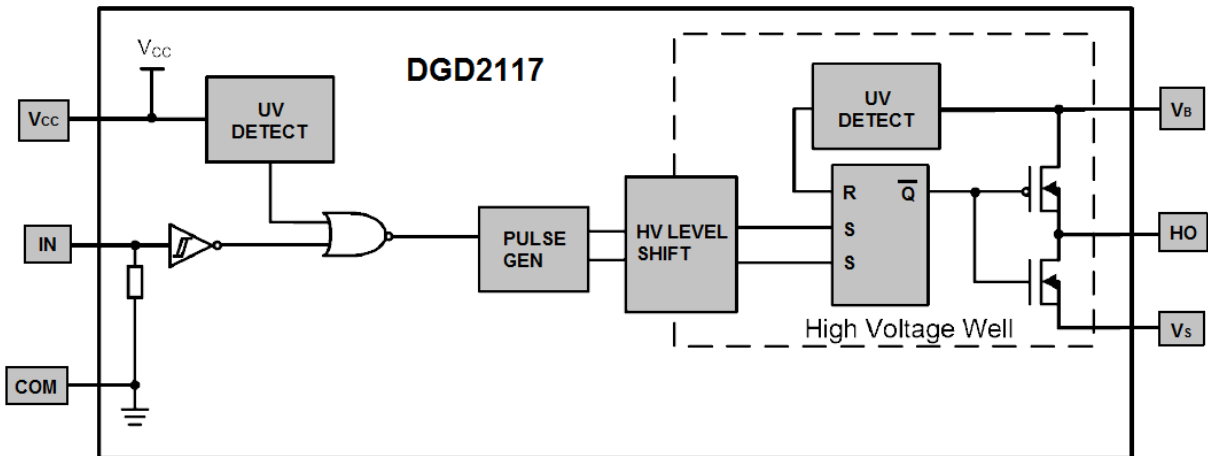 DGD2117
VCC
VCC
UV
DETECT
UV
DETECT
VB
IN
PULSE
GEN
HV LEVEL
SHIFT
R
Q
S
S
HO
High Voltage Well
VS
COM